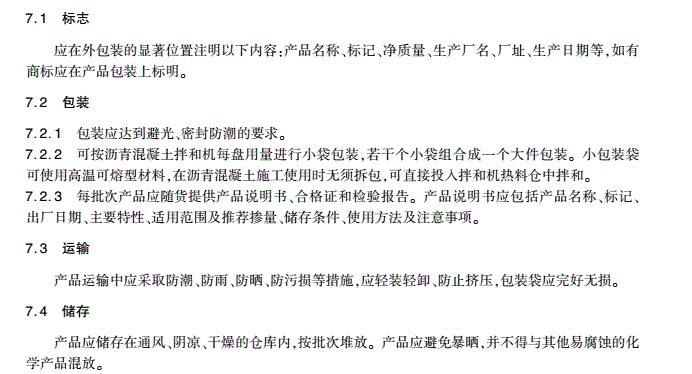 7.1 标志
应在外包装的显著位置注明以下内容:产品名称、标记、净质量、生产厂名、厂址、生产日期等,如有
商标应在产品包装上标明。
7.2 包装
7.2.1 包装应达到避光、密封防潮的要求。
7.2.2 可按沥青混凝土拌和机每盘用量进行小袋包装,若干个小袋组合成一个大件包装。小包装袋
可使用高温可熔型材料,在沥青混凝土施工使用时无须拆包,可直接投入拌和机热料仓中拌和。
7.2.3 每批次产品应随货提供产品说明书、合格证和检验报告。产品说明书应包括产品名称、标记、
出厂日期、主要特性、适用范围及推荐掺量、储存条件、使用方法及注意事项。
7.3 运输
产品运输中应采取防潮、防雨、防晒、防污损等措施,应轻装轻卸、防止挤压,包装袋应完好无损。
7.4 储存
产品应储存在通风、阴凉、干燥的仓库内,按批次堆放。产品应避免暴晒,并不得与其他易腐蚀的化
学产品混放。